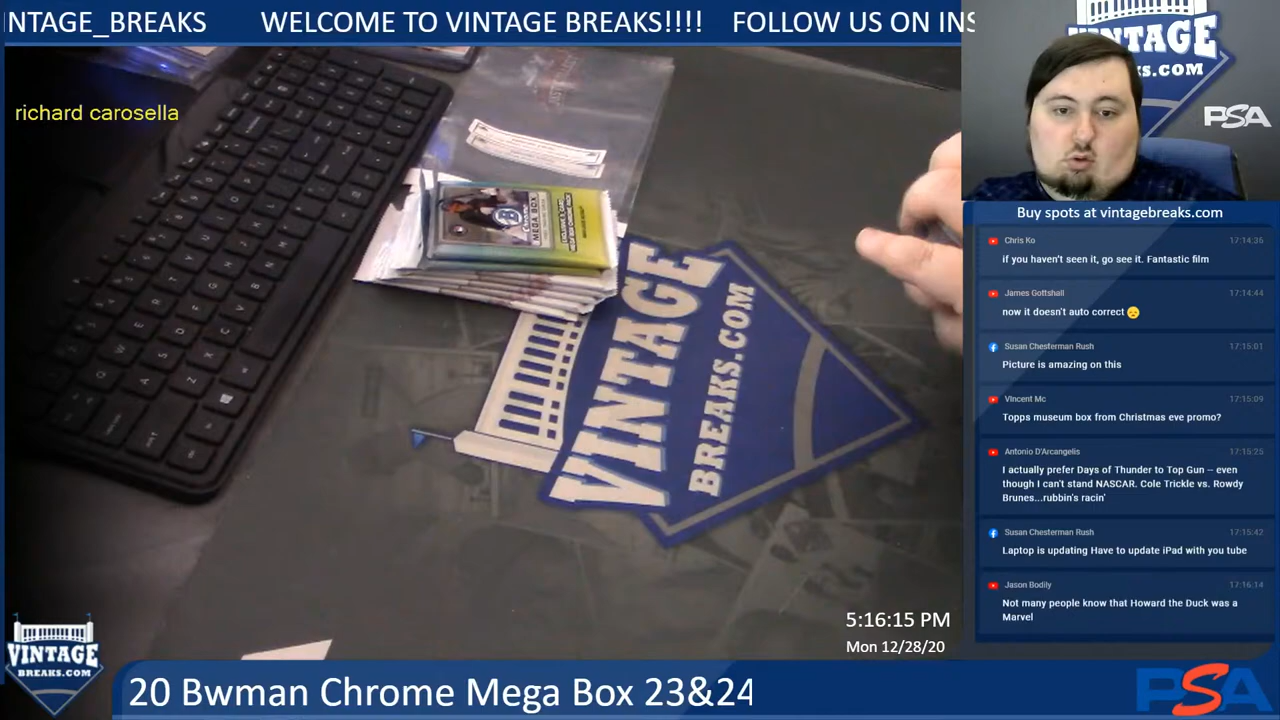 INTAGE_BREAKS WELCOME TO VINTAGE BREAKS!!!! FOLLOW US ON INS
VINTAGE
BREAKS.COM
PSA
richard carosella
Chrome
MEGA BOX
VINTAGE
BREAKS.COM
Buy spots at vintagebreaks.com
Chris Ko 17:14:36
if you haven't seen it, go see it. Fantastic film
James Gottshall 17:14:44
now it doesn't auto correct 😞
Susan Chesterman Rush 17:15:01
Picture is amazing on this
Vincent Mc 17:15:09
Topps museum box from Christmas eve promo?
Antonio D'Arcangelis 17:15:25
I actually prefer Days of Thunder to Top Gun -- even
though I can't stand NASCAR. Cole Trickle vs. Rowdy
Brunes...rubbin's racin'
Susan Chesterman Rush 17:15:42
Laptop is updating Have to update iPad with you tube
Jason Bodily 17:16:14
Not many people know that Howard the Duck was a
Marvel
5:16:15 PM
Mon 12/28/20
VINTAGE
BREAKS.COM
20 Bwman Chrome Mega Box 23&24
PSA